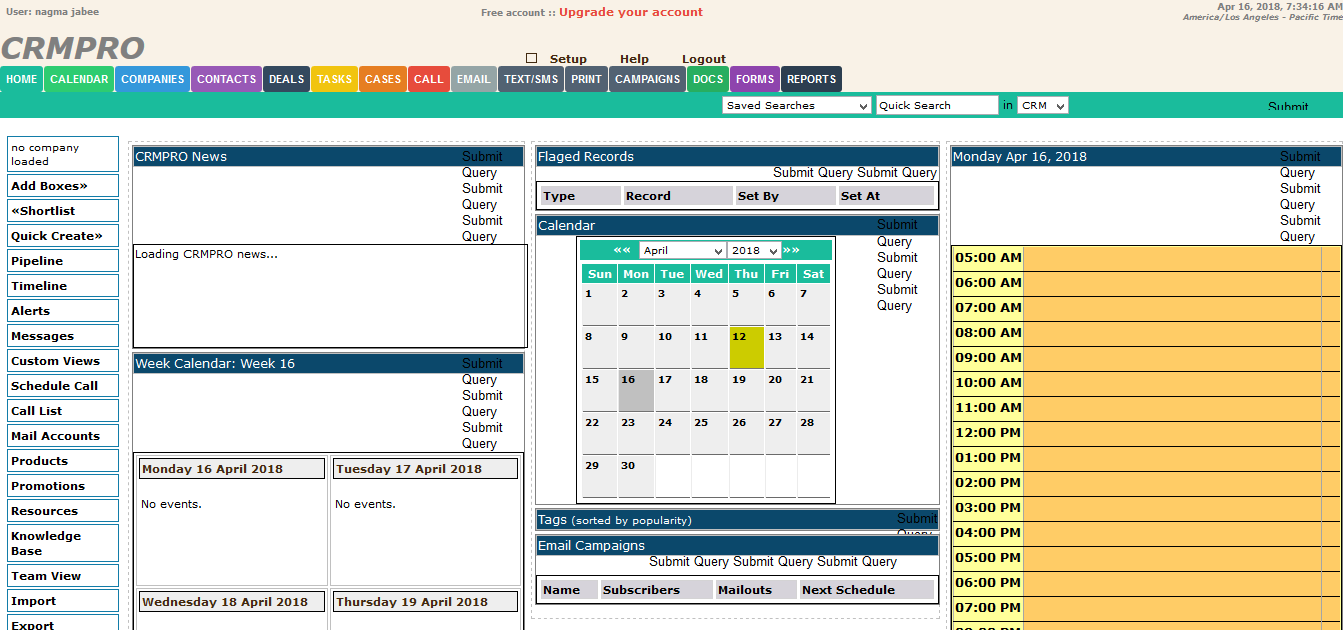 User: nagma jabee
Free account :: Upgrade your account
Apr 16, 2018, 7:34:16 AM
America/Los Angeles - Pacific Time
CRMPRO
Setup Help Logout
HOME CALENDAR COMPANIES CONTACTS DEALS TASKS CASES CALL EMAIL TEXT/SMS PRINT CAMPAIGNS DOCS FORMS REPORTS
Saved Searches Quick Search in CRM Submit
no company
loaded
Add Boxes»
«Shortlist
Quick Create»
Pipeline
Timeline
Alerts
Messages
Custom Views
Schedule Call
Call List
Mail Accounts
Products
Promotions
Resources
Knowledge
Base
Team View
Import
Export
CRMPRO News Submit
Query
Submit
Query
Submit
Query
Loading CRMPRO news...
Week Calendar: Week 16 Submit
Query
Submit
Query
Submit
Query
Monday 16 April 2018 Tuesday 17 April 2018
No events. No events.
Wednesday 18 April 2018 Thursday 19 April 2018
Flaged Records
Submit Query Submit Query
Type Record Set By Set At
Calendar Submit
Query
Submit
Query
Submit
Query
«« April 2018 »»
Sun Mon Tue Wed Thu Fri Sat
1 2 3 4 5 6 7
8 9 10 11 12 13 14
15 16 17 18 19 20 21
22 23 24 25 26 27 28
29 30
Tags (sorted by popularity) Submit
Query
Email Campaigns
Submit Query Submit Query Submit Query
Name Subscribers Mailouts Next Schedule
Monday Apr 16, 2018 Submit
Query
Submit
Query
Submit
Query
05:00 AM
06:00 AM
07:00 AM
08:00 AM
09:00 AM
10:00 AM
11:00 AM
12:00 PM
01:00 PM
02:00 PM
03:00 PM
04:00 PM
05:00 PM
06:00 PM
07:00 PM
08:00 PM